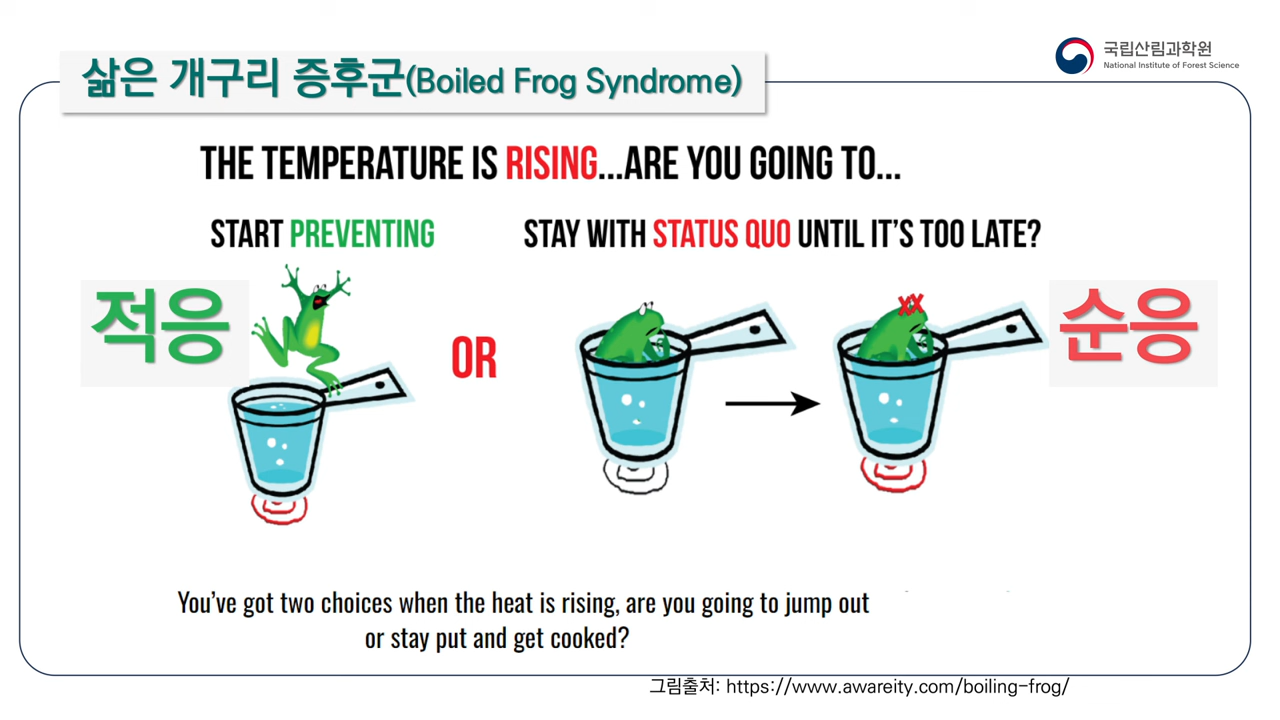 국립산림과학원
National Institute of Forest Science
삶은 개구리 증후군(Boiled Frog Syndrome)
THE TEMPERATURE IS RISING...ARE YOU GOING TO...
START PREVENTING
STAY WITH STATUS QUO UNTIL IT'S TOO LATE?
적응
OR
순응
You've got two choices when the heat is rising, are you going to jump out
or stay put and get cooked?
그림출처: https://www.awareity.com/boiling-frog/